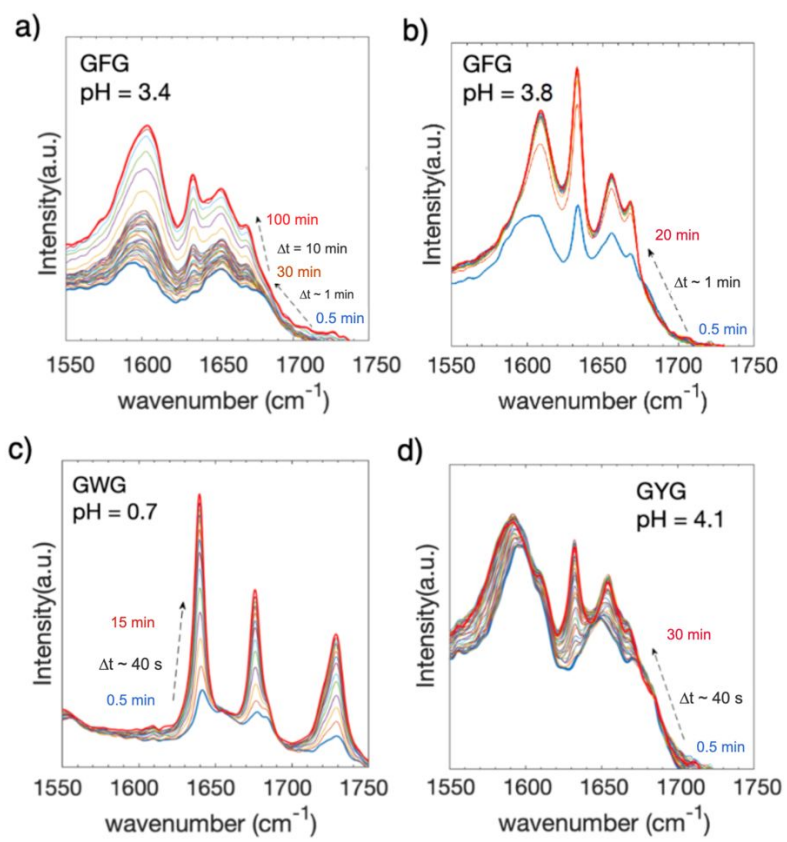 a)
GFG
pH = 3.4
Intensity(a.u.)
100 min
Δt = 10 min
30 min
Δt ~ 1 min
0.5 min
1550 1600 1650 1700 1750
wavenumber (cm⁻¹)
b)
GFG
pH = 3.8
Intensity(a.u.)
20 min
Δt ~ 1 min
0.5 min
1550 1600 1650 1700 1750
wavenumber (cm⁻¹)
c)
GWG
pH = 0.7
Intensity(a.u.)
15 min
Δt ~ 40 s
0.5 min
1550 1600 1650 1700 1750
wavenumber (cm⁻¹)
d)
GYG
pH = 4.1
Intensity(a.u.)
30 min
Δt ~ 40 s
0.5 min
1550 1600 1650 1700 1750
wavenumber (cm⁻¹)